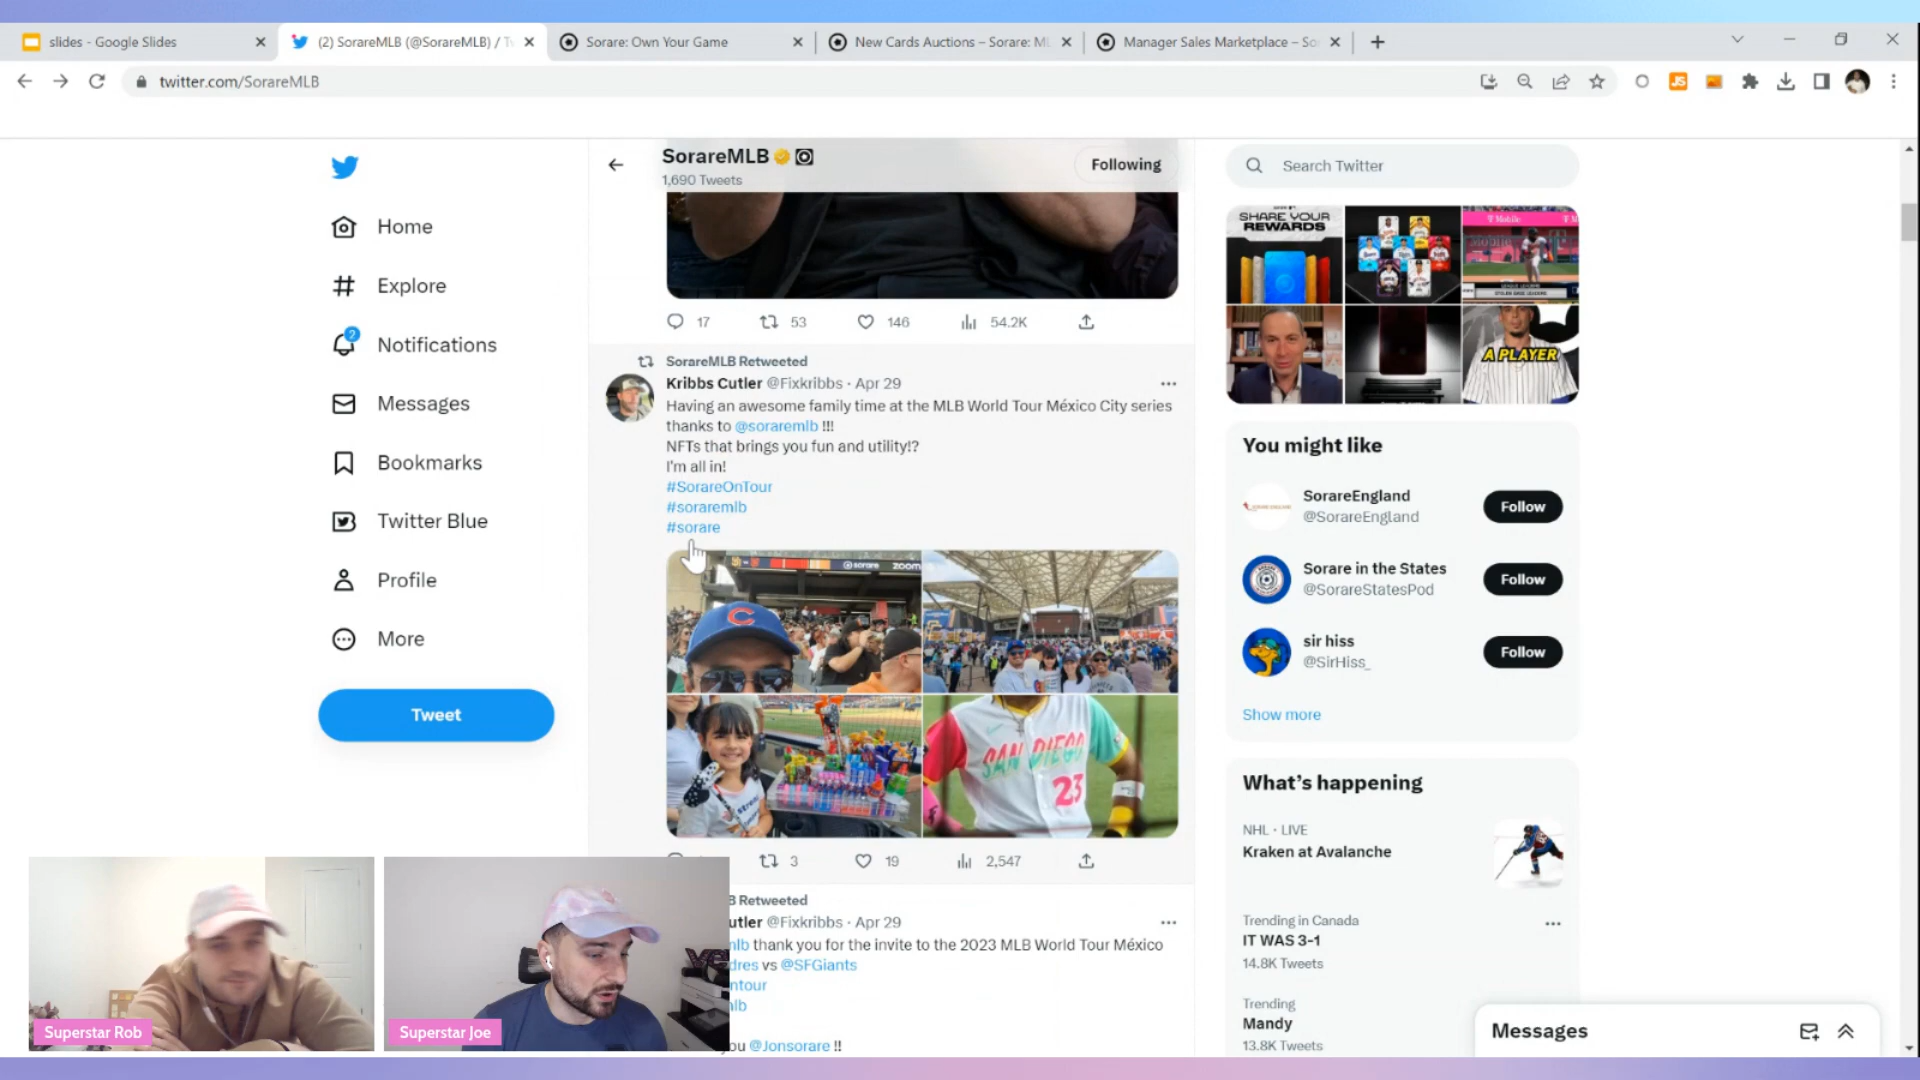 slides - Google Slides
(2) SorareMLB (@SorareMLB) / Tw
Sorare: Own Your Game
New Cards Auctions – Sorare: ML
Manager Sales Marketplace – So
twitter.com/SorareMLB
JS
SorareMLB
1,690 Tweets
Following
Search Twitter
Home
Explore
2
Notifications
Messages
Bookmarks
Twitter Blue
Profile
More
Tweet
17
53
146
54.2K
SorareMLB Retweeted
Kribbs Cutler @Fixkribbs · Apr 29
Having an awesome family time at the MLB World Tour México City series
thanks to @soraremlb !!!
NFTs that brings you fun and utility!?
I'm all in!
#SorareOnTour
#soraremlb
#sorare
sorare
zoom
C
SAN DIEGO
23
3
19
2,547
B Retweeted
utler @Fixkribbs · Apr 29
mlb thank you for the invite to the 2023 MLB World Tour México
dres vs @SFGiants
ntour
nlb
ou @Jonsorare !!
SHARE YOUR
REWARDS
T Mobile
A PLAYER
You might like
SorareEngland
@SorareEngland
Follow
Sorare in the States
@SorareStatesPod
Follow
sir hiss
@SirHiss_
Follow
Show more
What's happening
NHL · LIVE
Kraken at Avalanche
Trending in Canada
IT WAS 3-1
14.8K Tweets
Trending
Mandy
13.8K Tweets
Messages
Superstar Rob
Superstar Joe